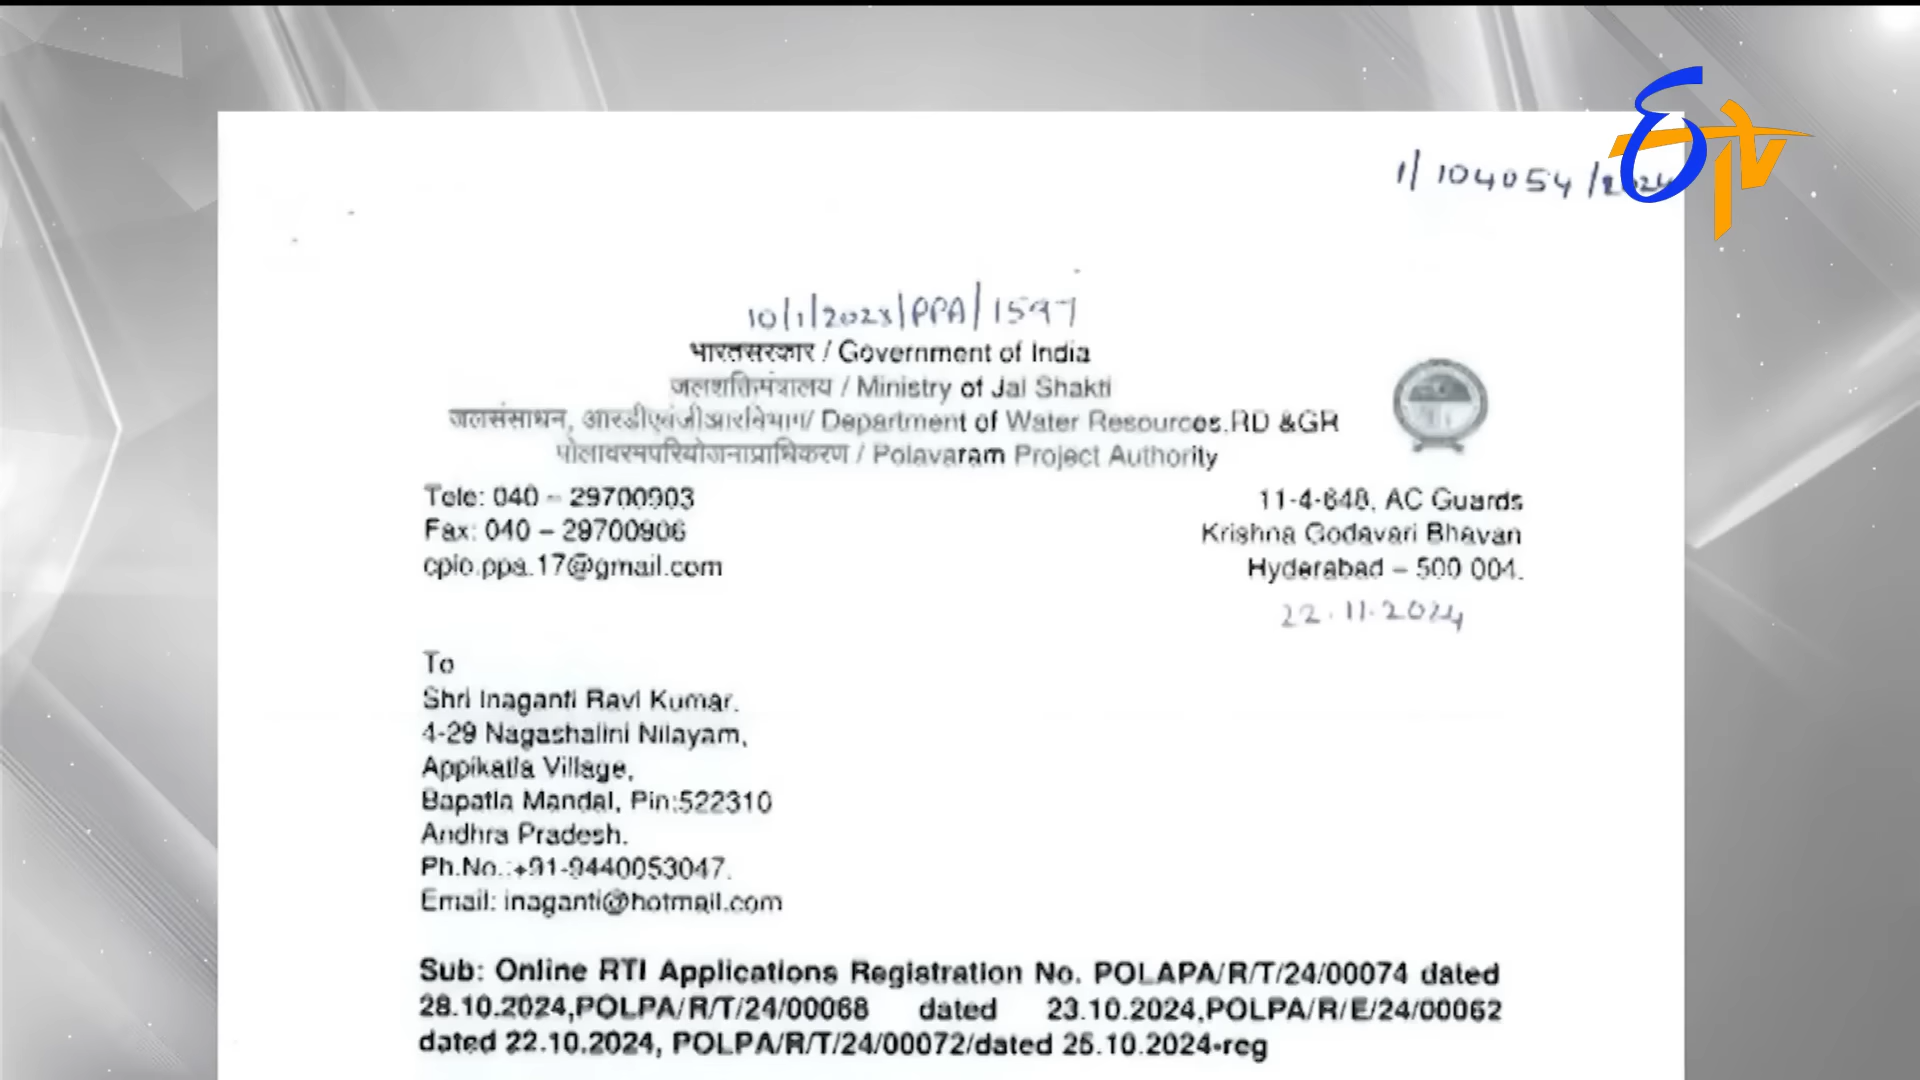 ETV
1/104054/2024
10/1/2023/PPA/1597
भारतसरकार / Government of India
जलशक्तिमंत्रालय / Ministry of Jal Shakti
जलसंसाधन, आरडीएवंजीआरविभाग/ Department of Water Resources,RD &GR
पोलावरमपरियोजनाप्राधिकरण / Polavaram Project Authority
Tele: 040 – 29700903
Fax: 040 – 29700906
cpio.ppa.17@gmail.com
11-4-648, AC Guards
Krishna Godavari Bhavan
Hyderabad – 500 004.
22.11.2024
To
Shri Inaganti Ravi Kumar,
4-29 Nagashalini Nilayam,
Appikatla Village,
Bapatla Mandal, Pin:522310
Andhra Pradesh.
Ph.No.:+91-9440053047.
Email: inaganti@hotmail.com
Sub: Online RTI Applications Registration No. POLAPA/R/T/24/00074 dated
28.10.2024,POLPA/R/T/24/00068 dated 23.10.2024,POLPA/R/E/24/00062
dated 22.10.2024, POLPA/R/T/24/00072/dated 25.10.2024-reg